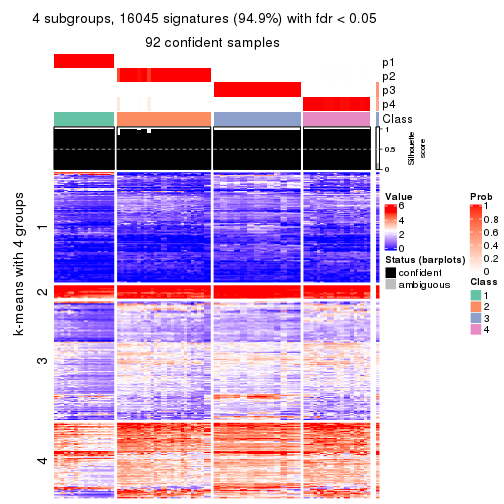 4 subgroups, 16045 signatures (94.9%) with fdr < 0.05
92 confident samples
p1
p2
p3
p4
Class
1
0.5
0
Silhouette
score
k-means with 4 groups
1
2
3
4
Value
6
4
2
0
Status (barplots)
confident
ambiguous
Prob
1
0.8
0.6
0.4
0.2
0
Class
1
2
3
4